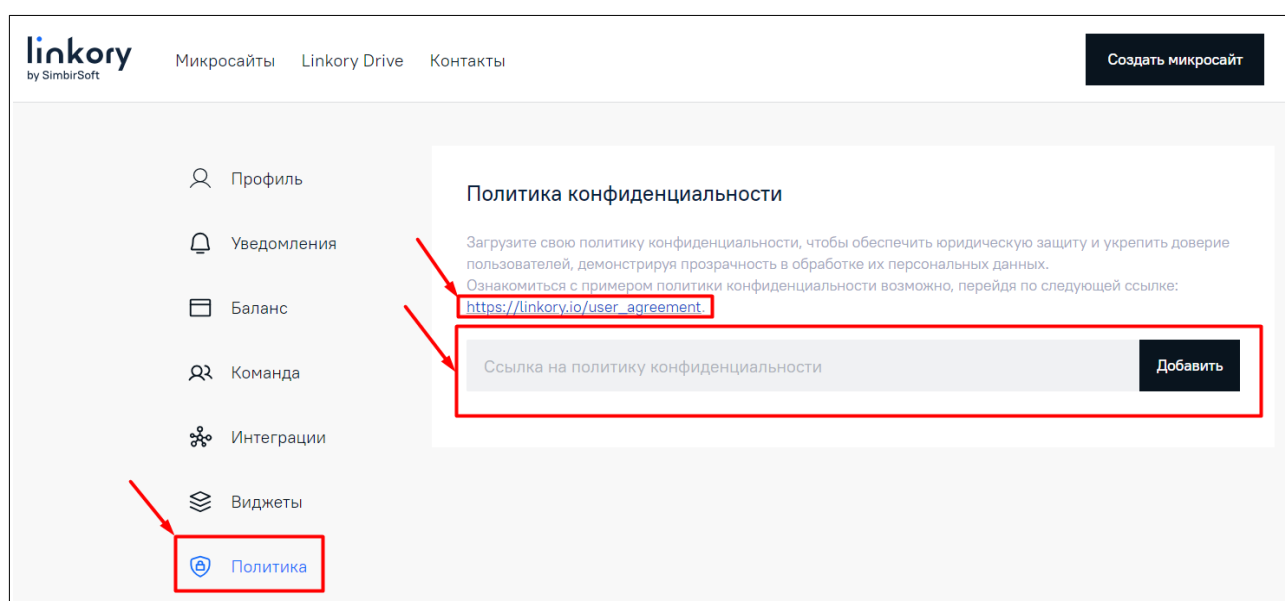 linkory
by SimbirSoft
Микросайты Linkory Drive Контакты
Создать микросайт
Профиль
Уведомления
Баланс
Команда
Интеграции
Виджеты
Политика
Политика конфиденциальности
Загрузите свою политику конфиденциальности, чтобы обеспечить юридическую защиту и укрепить доверие
пользователей, демонстрируя прозрачность в обработке их персональных данных.
Ознакомиться с примером политики конфиденциальности возможно, перейдя по следующей ссылке:
https://linkory.io/user_agreement.
Ссылка на политику конфиденциальности
Добавить